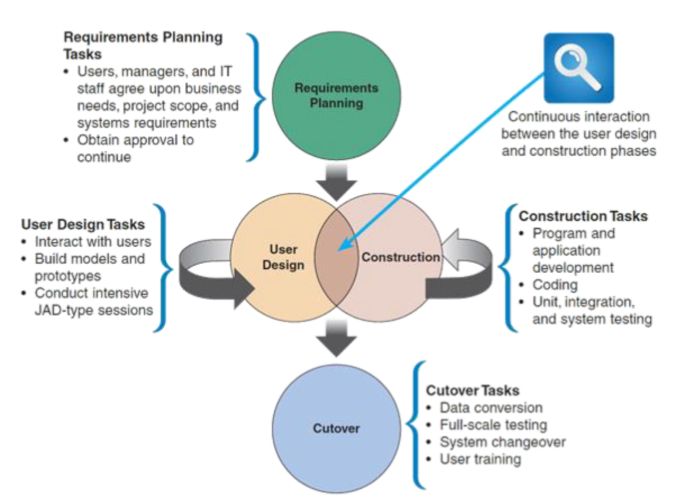 Requirements Planning
Tasks
• Users, managers, and IT
staff agree upon business
needs, project scope, and
systems requirements
• Obtain approval to
continue
Requirements
Planning
Continuous interaction
between the user design
and construction phases
User Design Tasks
• Interact with users
• Build models and
prototypes
• Conduct intensive
JAD-type sessions
User
Design
Construction
Construction Tasks
• Program and
application
development
• Coding
• Unit, integration,
and system testing
Cutover
Cutover Tasks
• Data conversion
• Full-scale testing
• System changeover
• User training